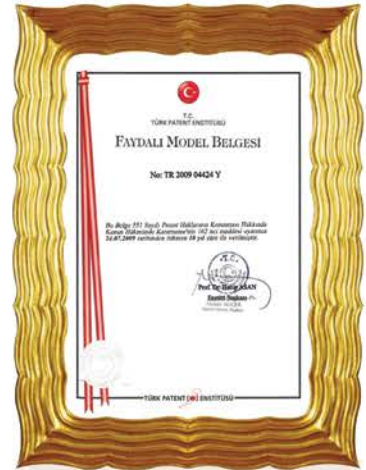 T.C.
TÜRK PATENT ENSTİTÜSÜ
FAYDALI MODEL BELGESİ
No: TR 2009 04424 Y
Bu Belge 551 Sayılı Patent Haklarının Korunması Hakkında
Kanun Hükmünde Kararname'nin 162 nci maddesi uyarınca
24.07.2009 tarihinden itibaren 10 yıl süre ile verilmiştir.
T.C.
Prof. Dr. Habip ASAN
Enstitü Başkanı
TÜRK PATENT ENSTİTÜSÜ